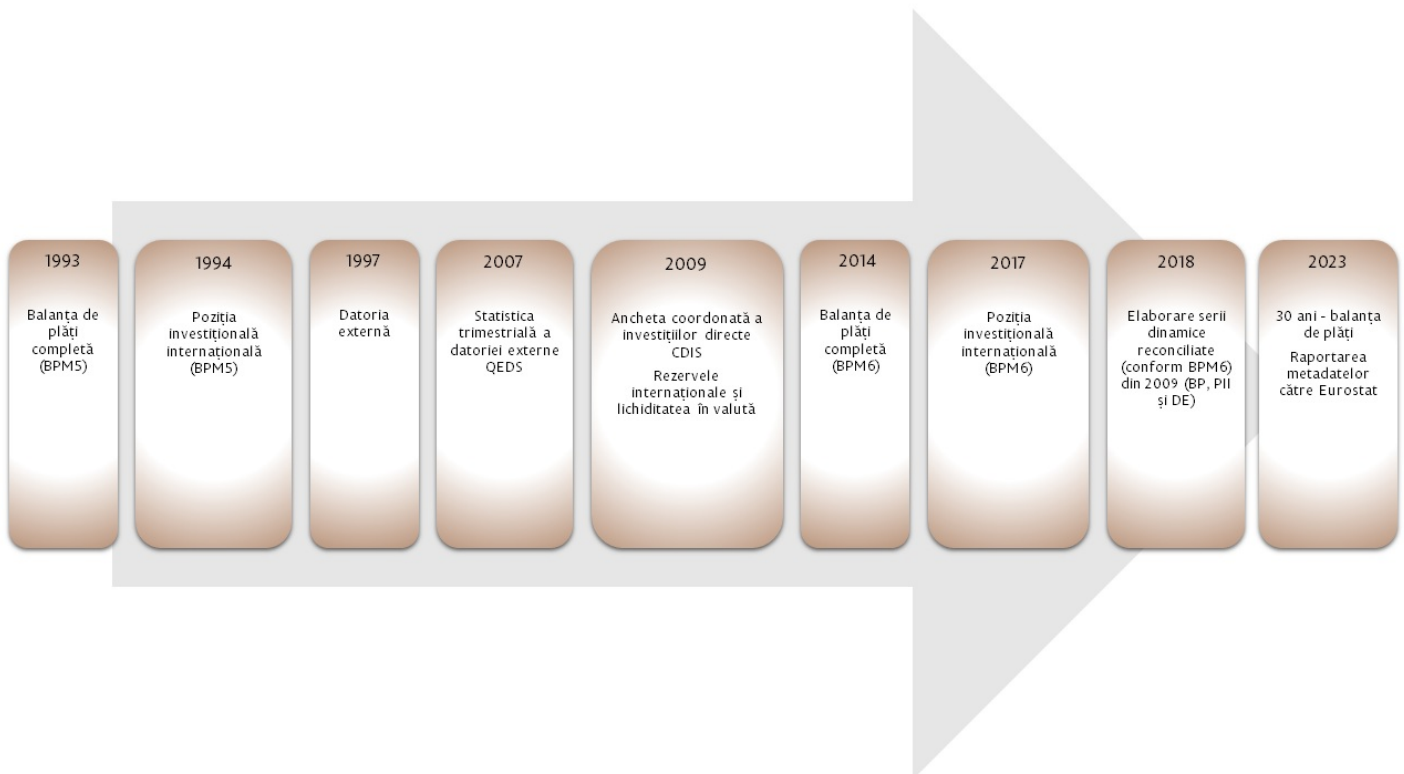 1993
Balanța de
plăți
completă
(BPM5)
1994
Poziția
investițională
internațională
(BPM5)
1997
Datoria
externă
2007
Statistica
trimestrială a
datoriei externe
QEDS
2009
Ancheta coordonată a
investițiilor directe
CDIS
Rezervele
internaționale și
lichiditatea în valută
2014
Balanța de
plăți
completă
(BPM6)
2017
Poziția
investițională
internațională
(BPM6)
2018
Elaborare serii
dinamice
reconciliate
(conform BPM6)
din 2009 (BP, PII
și DE)
2023
30 ani - balanța
de plăți
Raportarea
metadatelor
către Eurostat